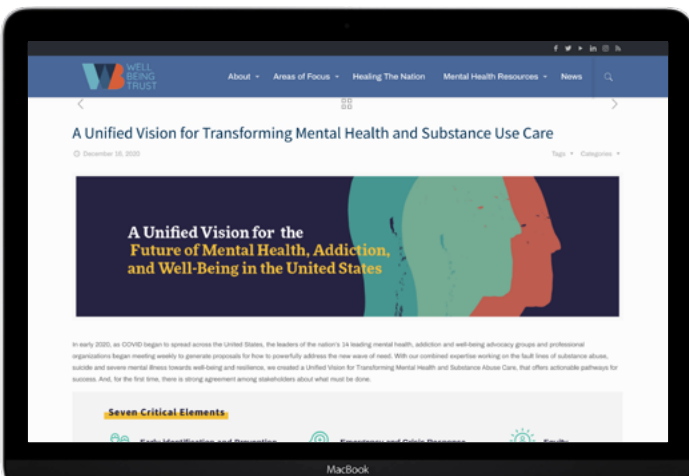 WELL
BEING
TRUST
About Areas of Focus Healing The Nation Mental Health Resources News
A Unified Vision for Transforming Mental Health and Substance Use Care
December 16, 2020
Tags Categories
A Unified Vision for the
Future of Mental Health, Addiction,
and Well-Being in the United States
In early 2020, as COVID began to spread across the United States, the leaders of the nation's 14 leading mental health, addiction and well-being advocacy groups and professional
organizations began meeting weekly to generate proposals for how to powerfully address the new wave of need. With our combined expertise working on the fault lines of substance abuse,
suicide and severe mental illness towards well-being and resilience, we created a Unified Vision for Transforming Mental Health and Substance Abuse Care, that offers actionable pathways for
success. And, for the first time, there is strong agreement among stakeholders about what must be done.
Seven Critical Elements
Early Identification and Prevention Emergency and Crisis Response Equity
MacBook